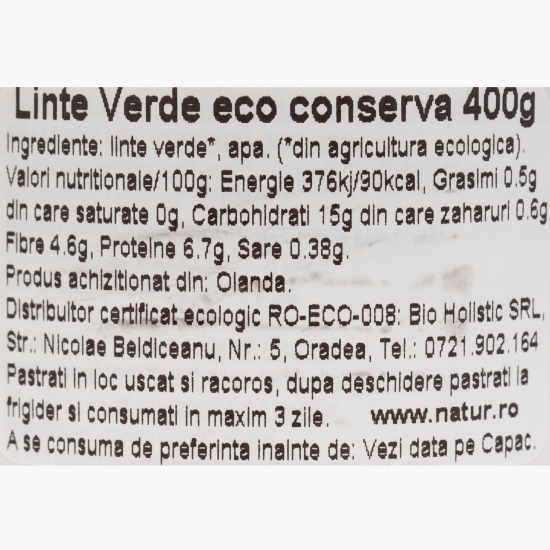 Linte Verde eco conserva 400g
Ingrediente: linte verde*, apa. (*din agricultura ecologica).
Valori nutritionale/100g: Energie 376kj/90kcal, Grasimi 0.5g
din care saturate 0g, Carbohidrati 15g din care zaharuri 0.6g
Fibre 4.6g, Proteine 6.7g, Sare 0.38g.
Produs achizitionat din: Olanda.
Distribuitor certificat ecologic RO-ECO-008: Bio Holistic SRL,
Str.: Nicolae Beldiceanu, Nr.: 5, Oradea, Tel.: 0721.902.164
Pastrati in loc uscat si racoros, dupa deschidere pastrati la
frigider si consumati in maxim 3 zile. www.natur.ro
A se consuma de preferinta inainte de: Vezi data pe Capac.